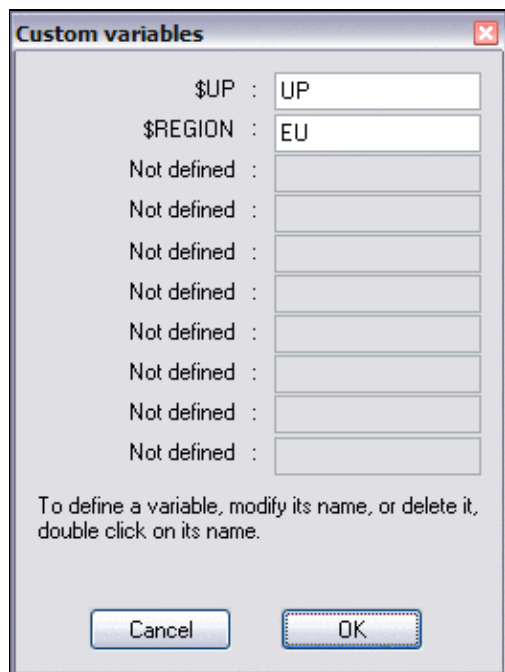 Custom variables
$UP : UP
$REGION : EU
Not defined :
Not defined :
Not defined :
Not defined :
Not defined :
Not defined :
Not defined :
Not defined :
To define a variable, modify its name, or delete it,
double click on its name.
Cancel OK